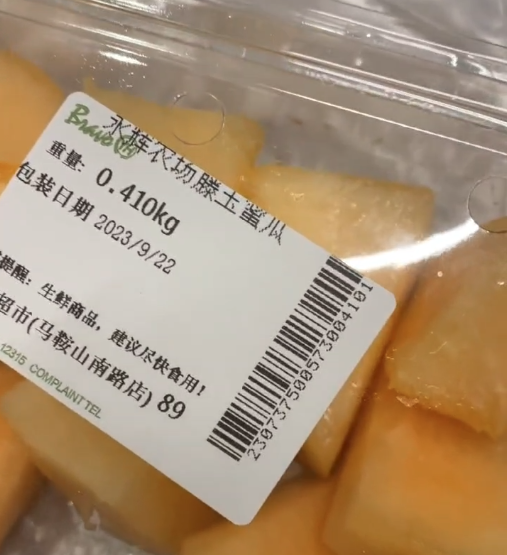 Bravo
永辉农场滕玉蜜瓜
重量: 0.410kg
包装日期 2023/9/22
提醒: 生鲜商品，建议尽快食用!
超市(马鞍山南路店) 89
12315 COMPLAINT TEL
230737500573004101